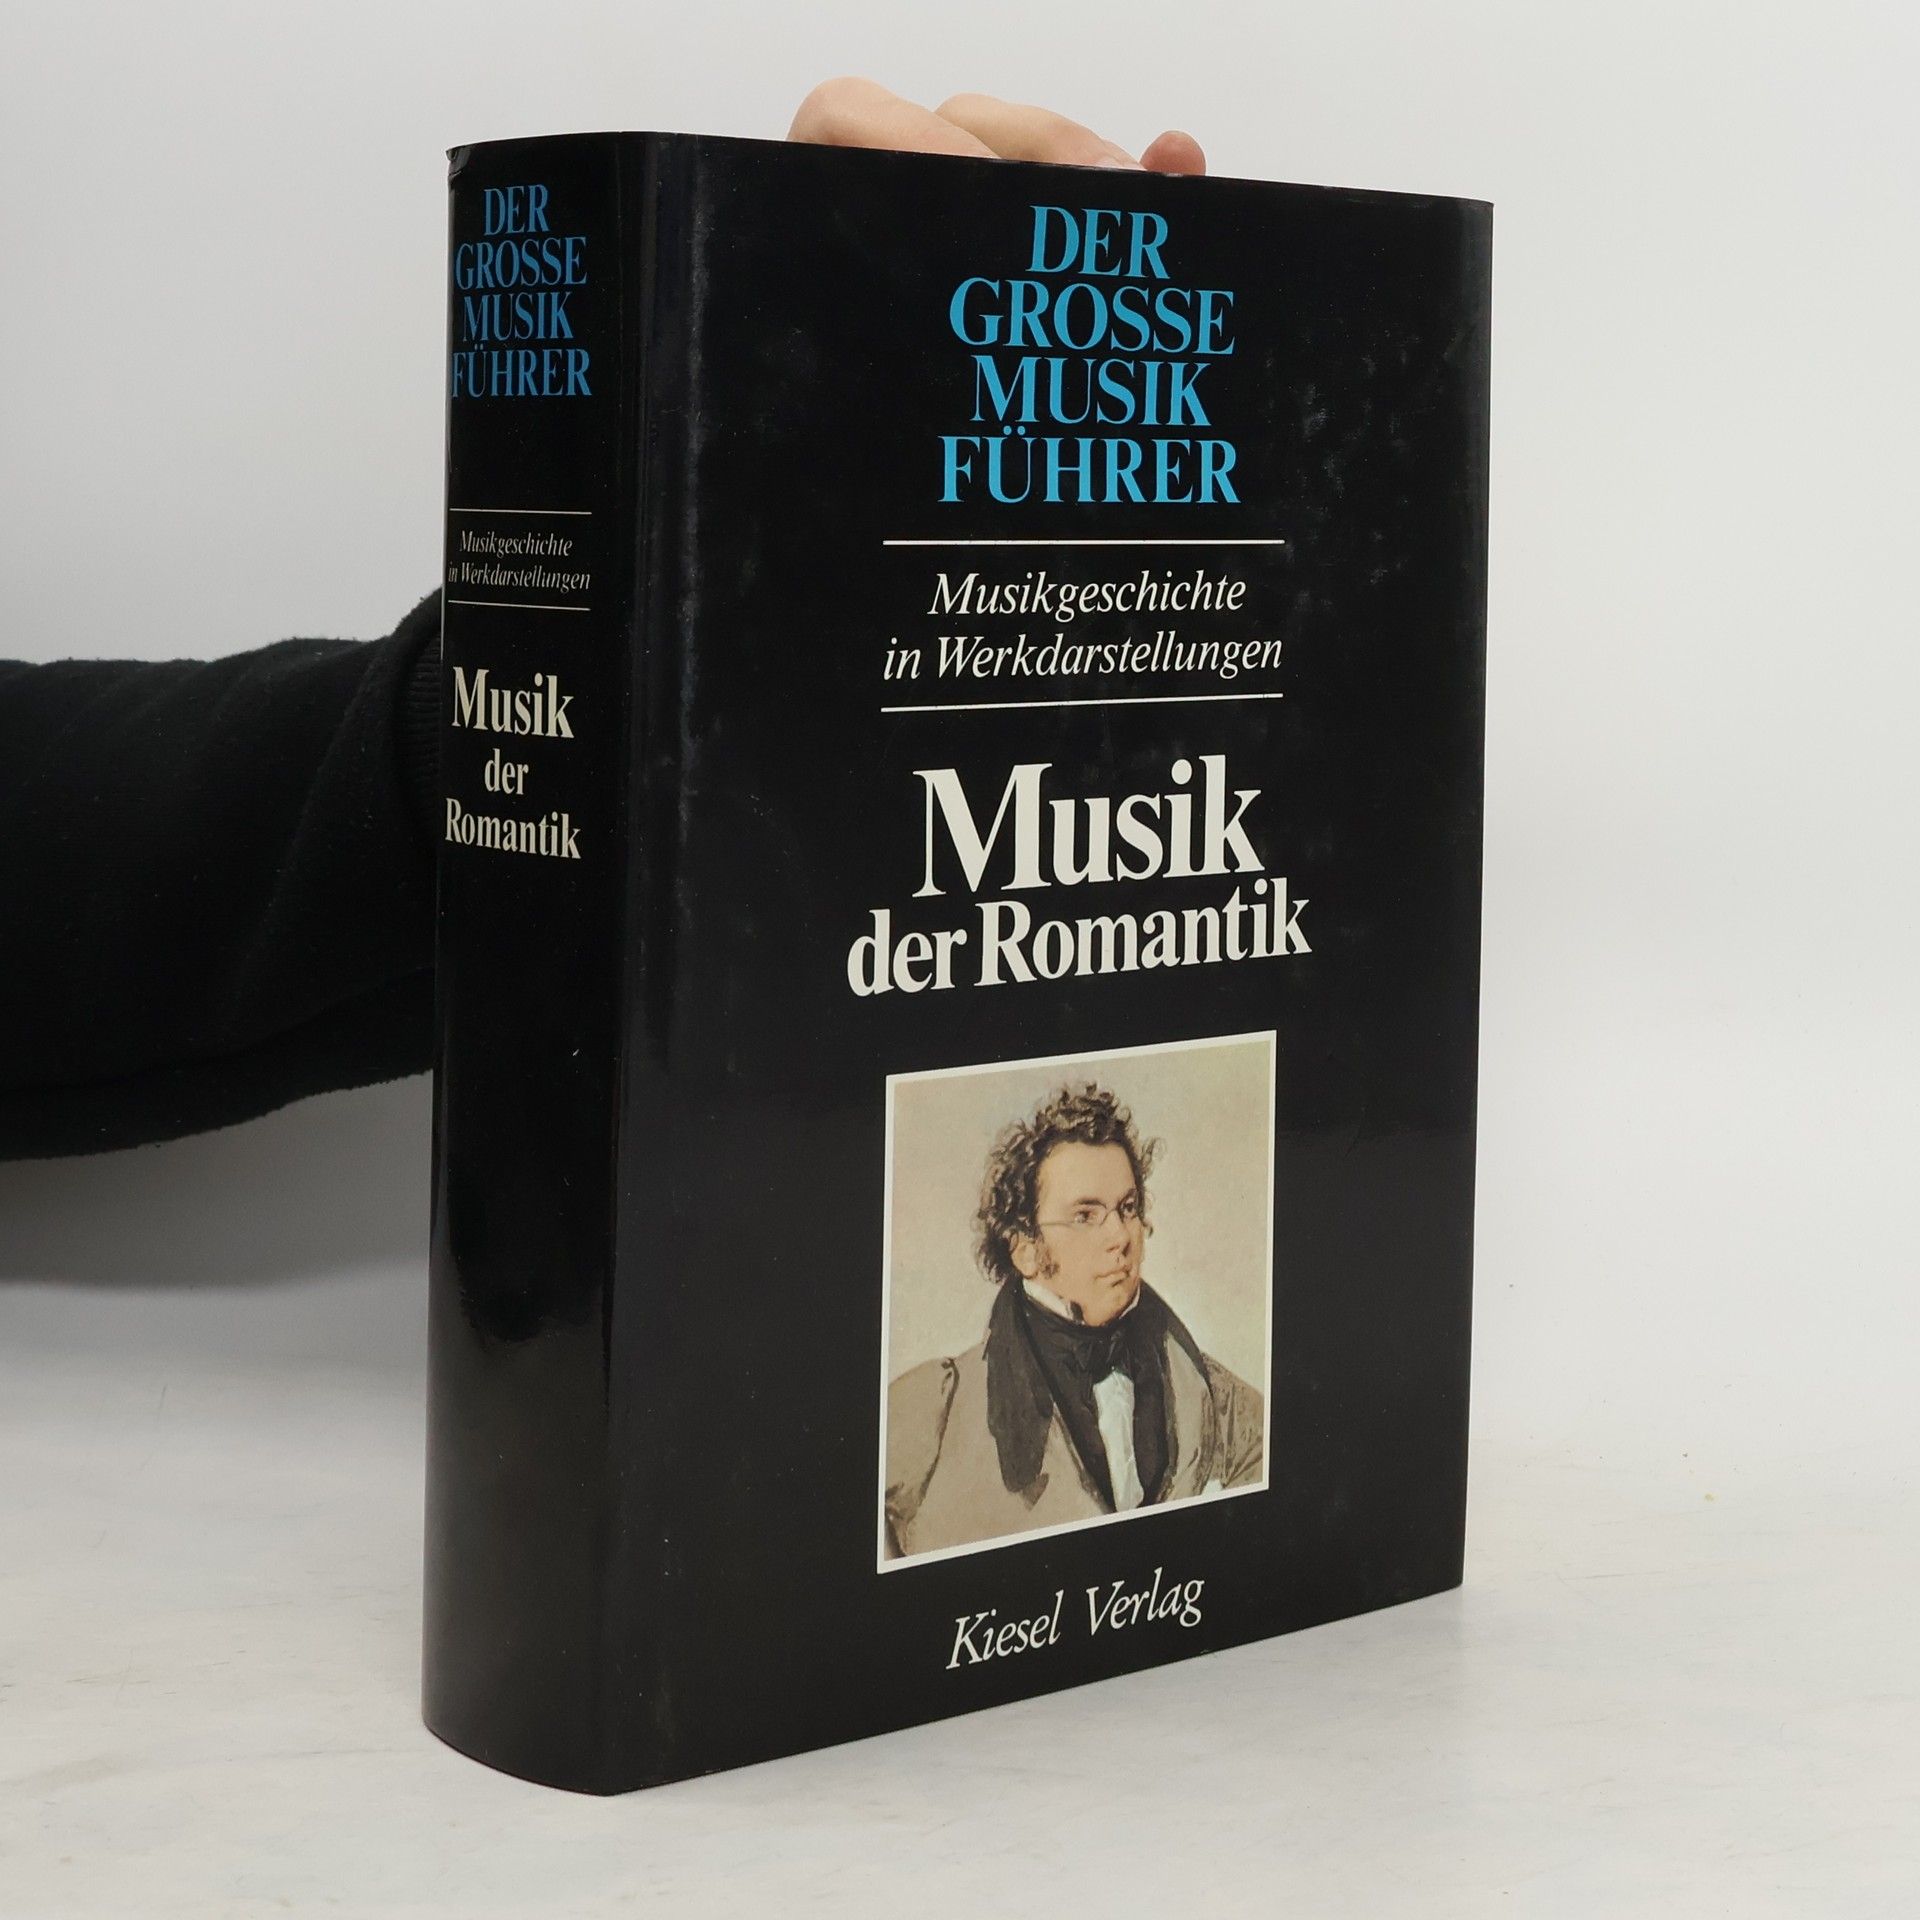 DER
GROSSE
MUSIK
FÜHRER
Musikgeschichte
in Werkdarstellungen
Musik
der
Romantik
DER
GROSSE
MUSIK
FÜHRER
Musikgeschichte
in Werkdarstellungen
Musik
der Romantik
Kiesel Verlag